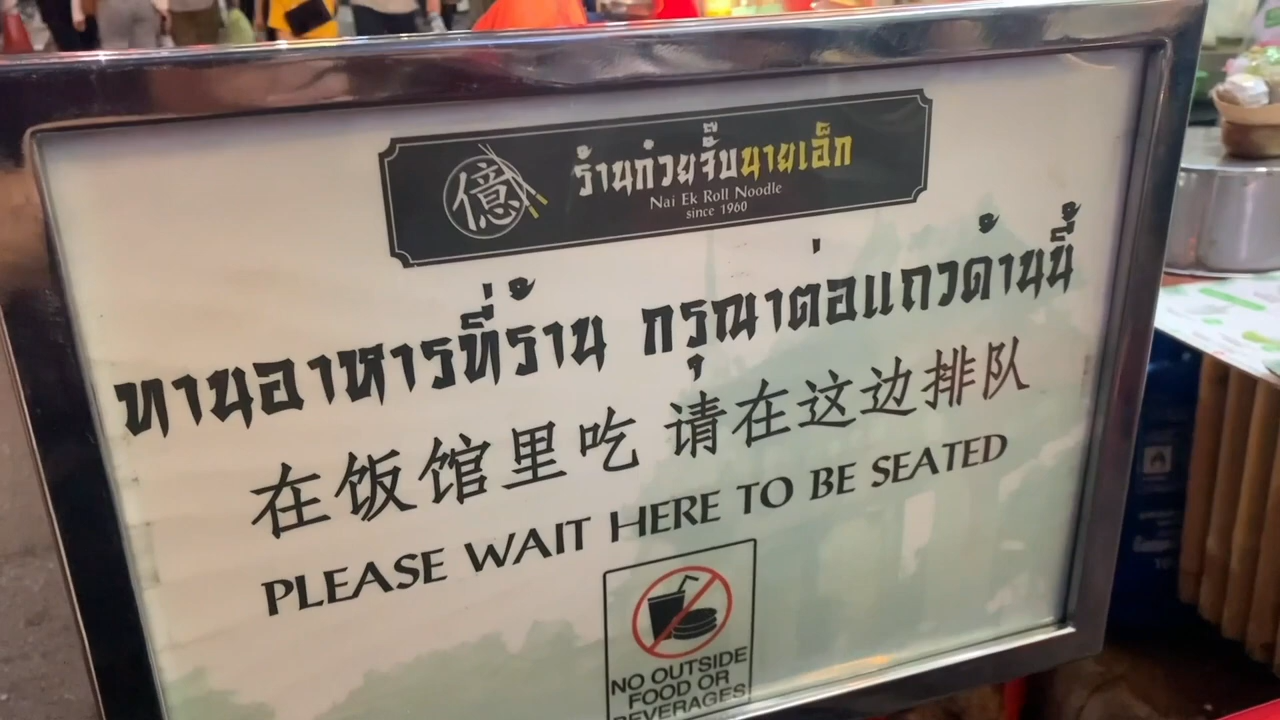 億
ร้านก๋วยจั๊บนายเอ็ก
Nai Ek Roll Noodle
since 1960
ทานอาหารที่ร้าน กรุณาต่อแถวด้านนี้
在饭馆里吃 请在这边排队
PLEASE WAIT HERE TO BE SEATED
NO OUTSIDE
FOOD OR
BEVERAGES